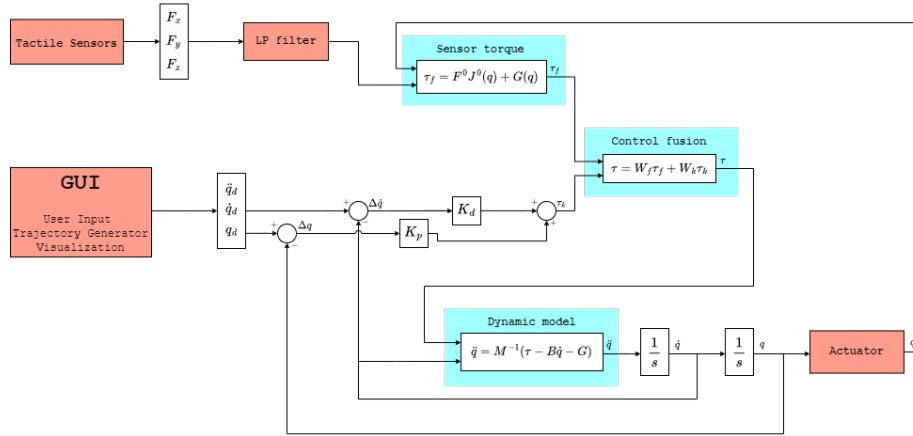 Tactile Sensors
F_x
F_y
F_z
LP filter
Sensor torque
τ_f = F^0 J^0(q) + G(q)
τ_f
Control fusion
τ = W_f τ_f + W_k τ_k
τ
GUI
User Input
Trajectory Generator
Visualization
q̈_d
q̇_d
q_d
+
−
Δq̇
K_d
+
+
τ_k
+
−
Δq
K_p
Dynamic model
q̈ = M^{-1}(τ − Bq̇ − G)
q̈
1/s
q̇
1/s
q
Actuator
q